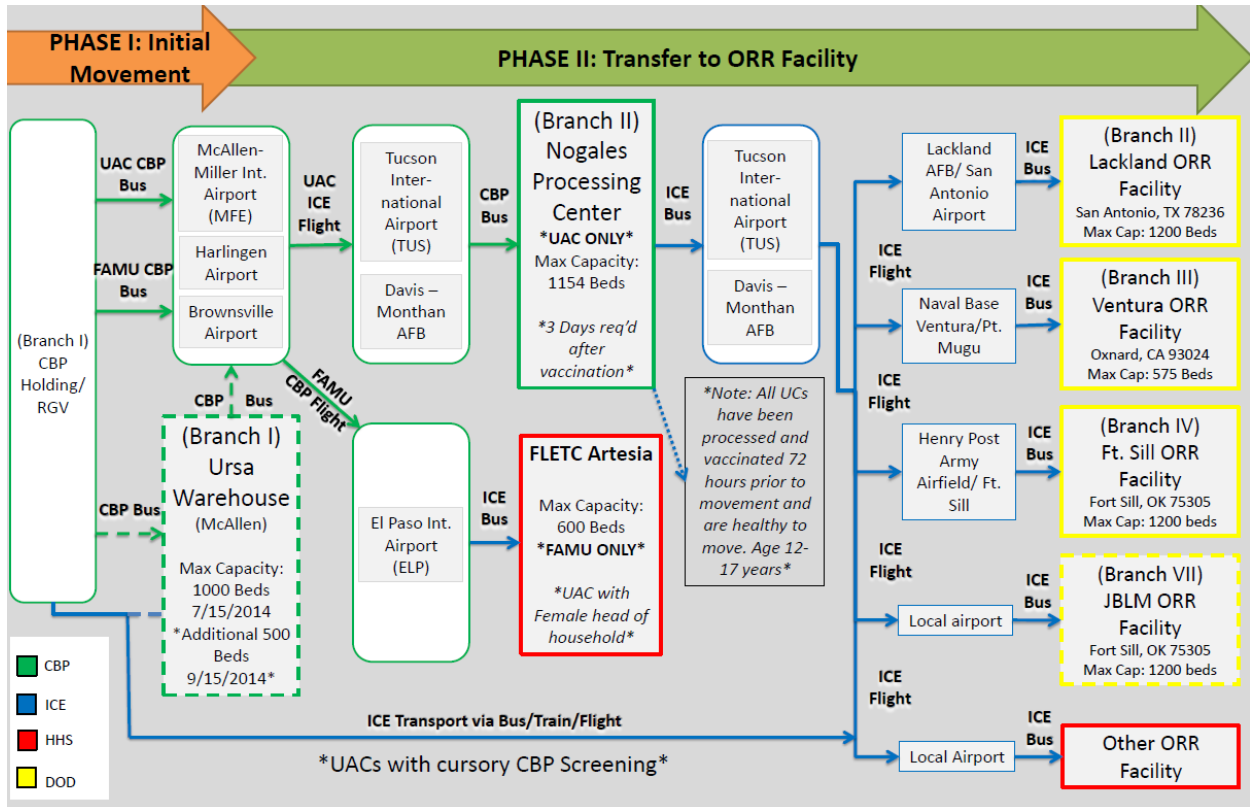 PHASE I: Initial
Movement
PHASE II: Transfer to ORR Facility
(Branch I)
CBP
Holding/
RGV
UAC CBP
Bus
FAMU CBP
Bus
McAllen-
Miller Int.
Airport
(MFE)
Harlingen
Airport
Brownsville
Airport
CBP Bus
(Branch I)
Ursa
Warehouse
(McAllen)
Max Capacity:
1000 Beds
7/15/2014
*Additional 500
Beds
9/15/2014*
CBP Bus
UAC
ICE
Flight
FAMU
CBP Flight
Tucson
Inter-
national
Airport
(TUS)
Davis –
Monthan
AFB
El Paso Int.
Airport
(ELP)
CBP
Bus
ICE
Bus
(Branch II)
Nogales
Processing
Center
*UAC ONLY*
Max Capacity:
1154 Beds
*3 Days req'd
after
vaccination*
FLETC Artesia
Max Capacity:
600 Beds
*FAMU ONLY*
*UAC with
Female head of
household*
ICE
Bus
Tucson
Inter-
national
Airport
(TUS)
Davis –
Monthan
AFB
*Note: All UCs
have been
processed and
vaccinated 72
hours prior to
movement and
are healthy to
move. Age 12-
17 years*
ICE
Flight
ICE
Flight
ICE
Flight
ICE
Flight
Lackland
AFB/ San
Antonio
Airport
ICE
Bus
(Branch II)
Lackland ORR
Facility
San Antonio, TX 78236
Max Cap: 1200 Beds
Naval Base
Ventura/Pt.
Mugu
ICE
Bus
(Branch III)
Ventura ORR
Facility
Oxnard, CA 93024
Max Cap: 575 Beds
Henry Post
Army
Airfield/ Ft.
Sill
ICE
Bus
(Branch IV)
Ft. Sill ORR
Facility
Fort Sill, OK 75305
Max Cap: 1200 beds
Local airport
ICE
Bus
(Branch VII)
JBLM ORR
Facility
Fort Sill, OK 75305
Max Cap: 1200 beds
Local Airport
ICE
Bus
Other ORR
Facility
ICE Transport via Bus/Train/Flight
*UACs with cursory CBP Screening*
CBP
ICE
HHS
DOD